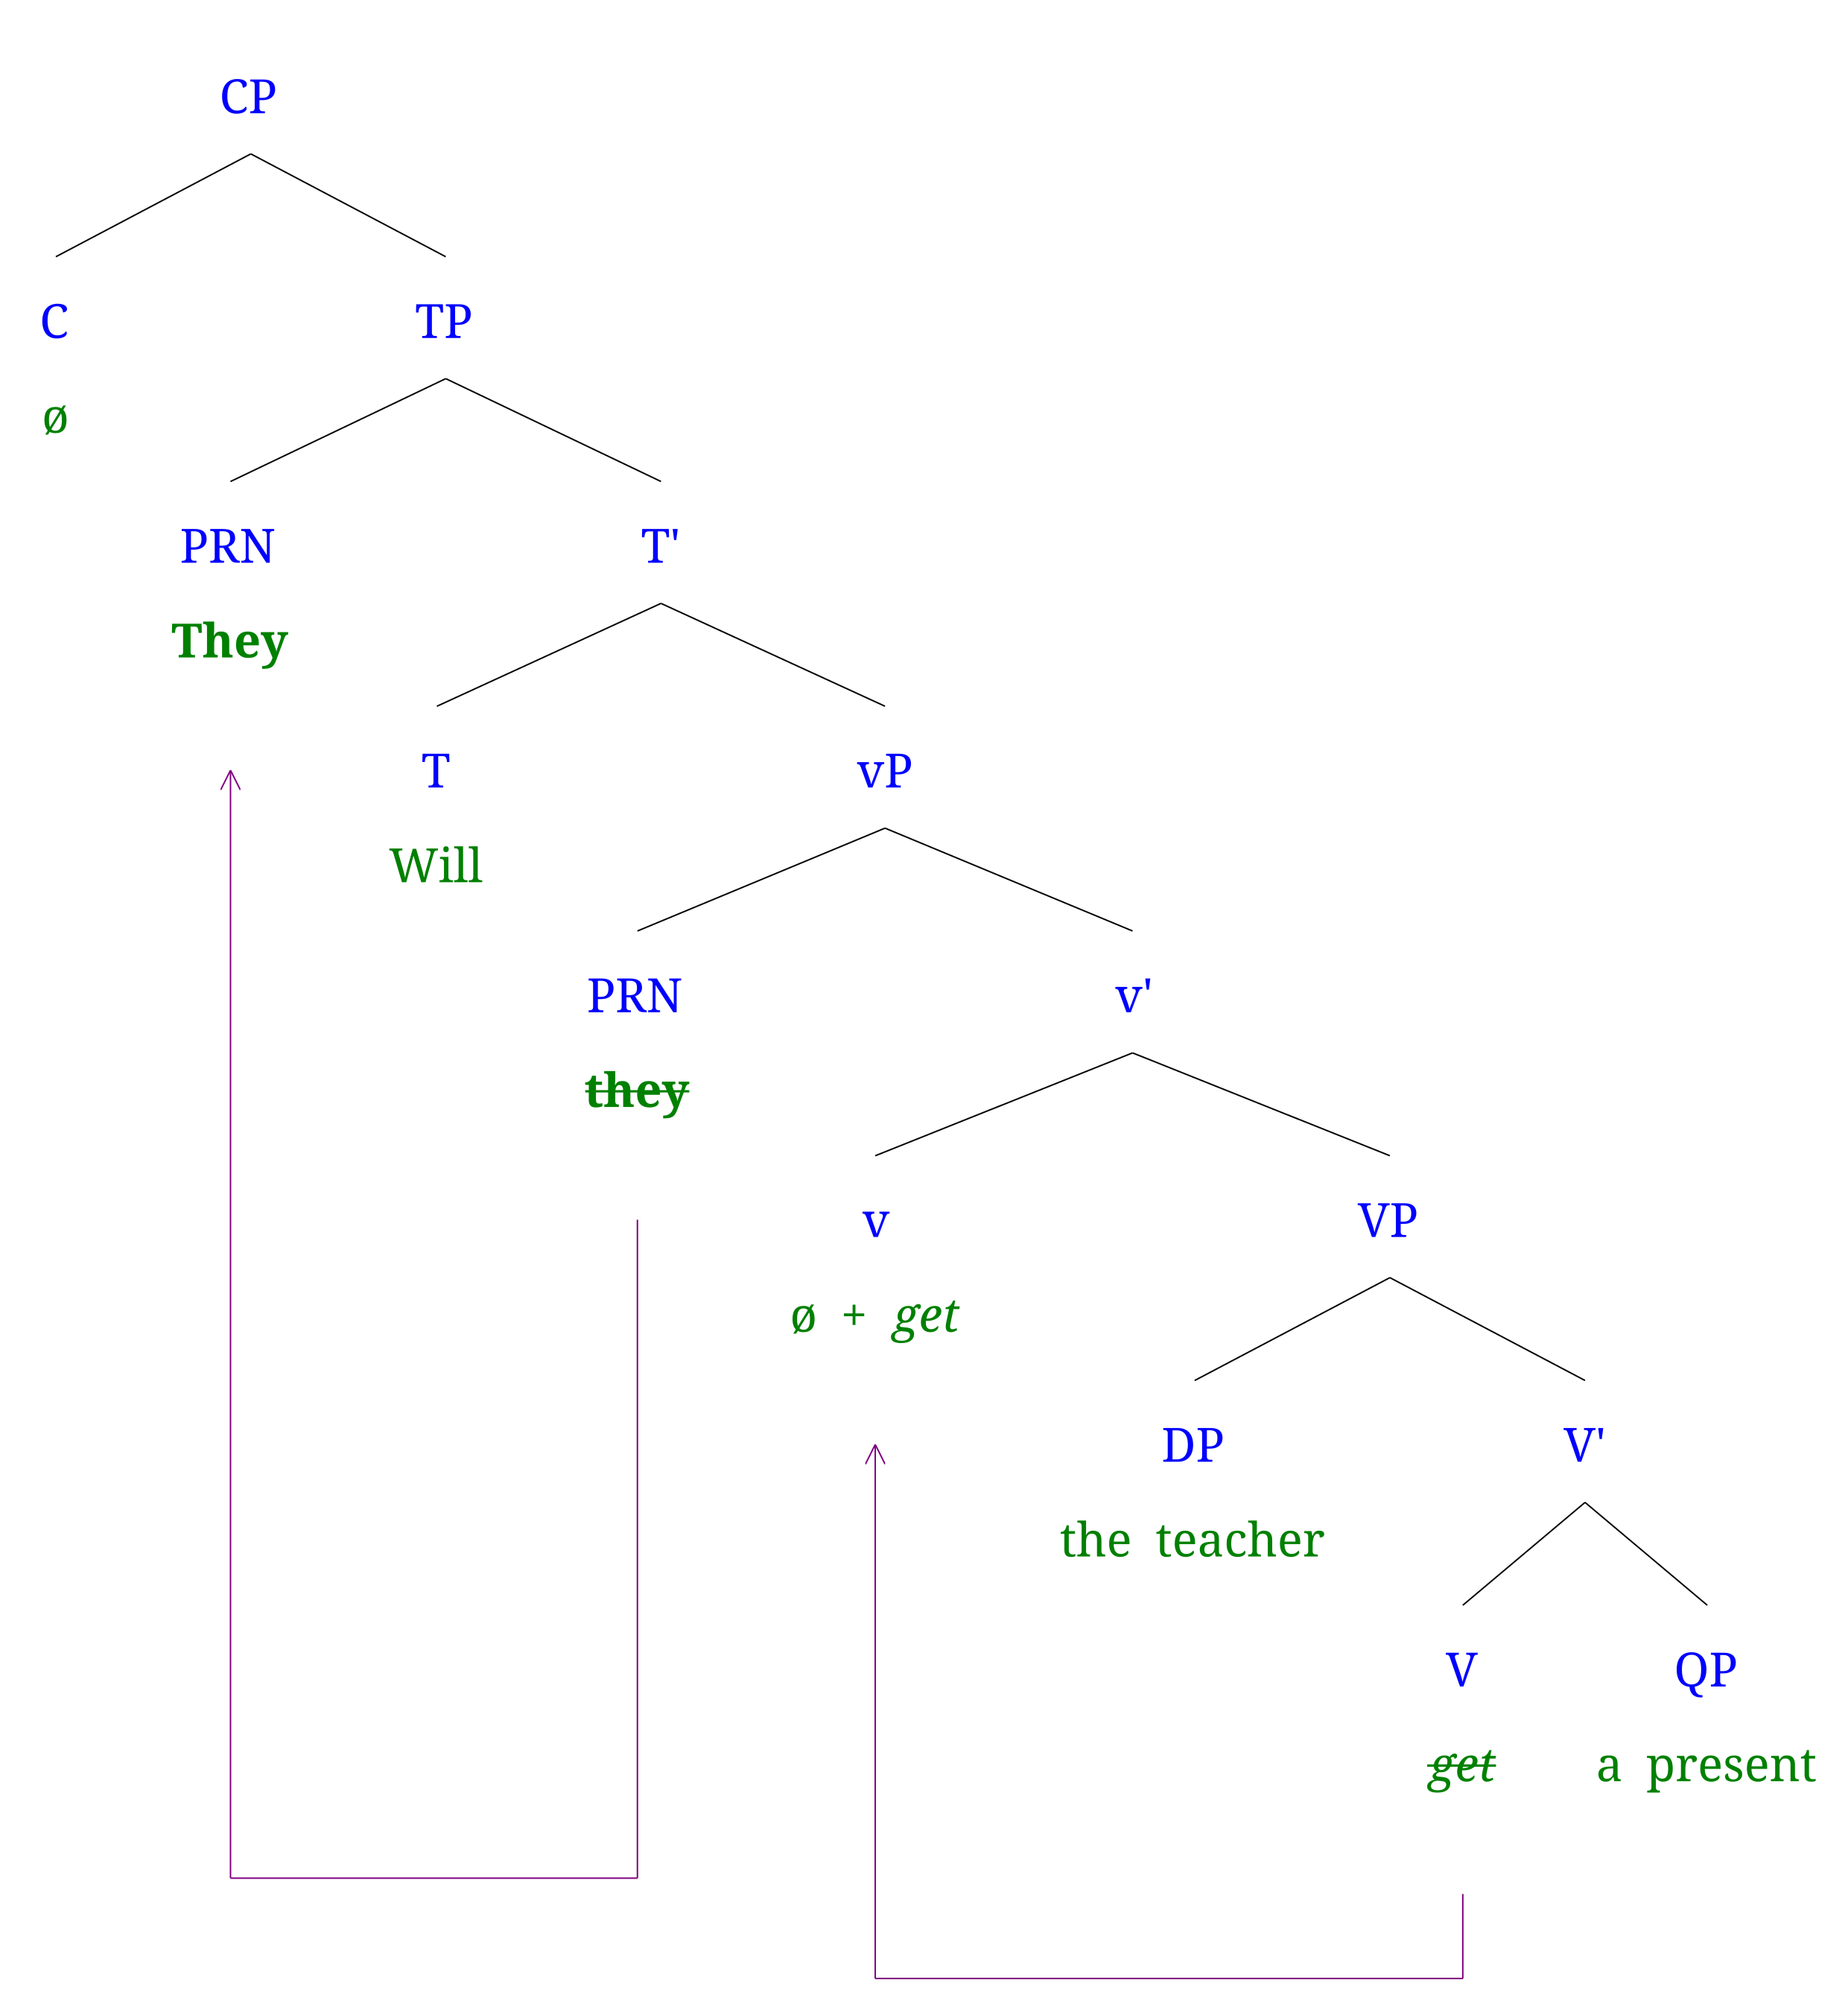 CP
C TP
ø
PRN T'
They
T vP
Will
PRN v'
they
v VP
ø + get
DP V'
the teacher
V QP
get a present